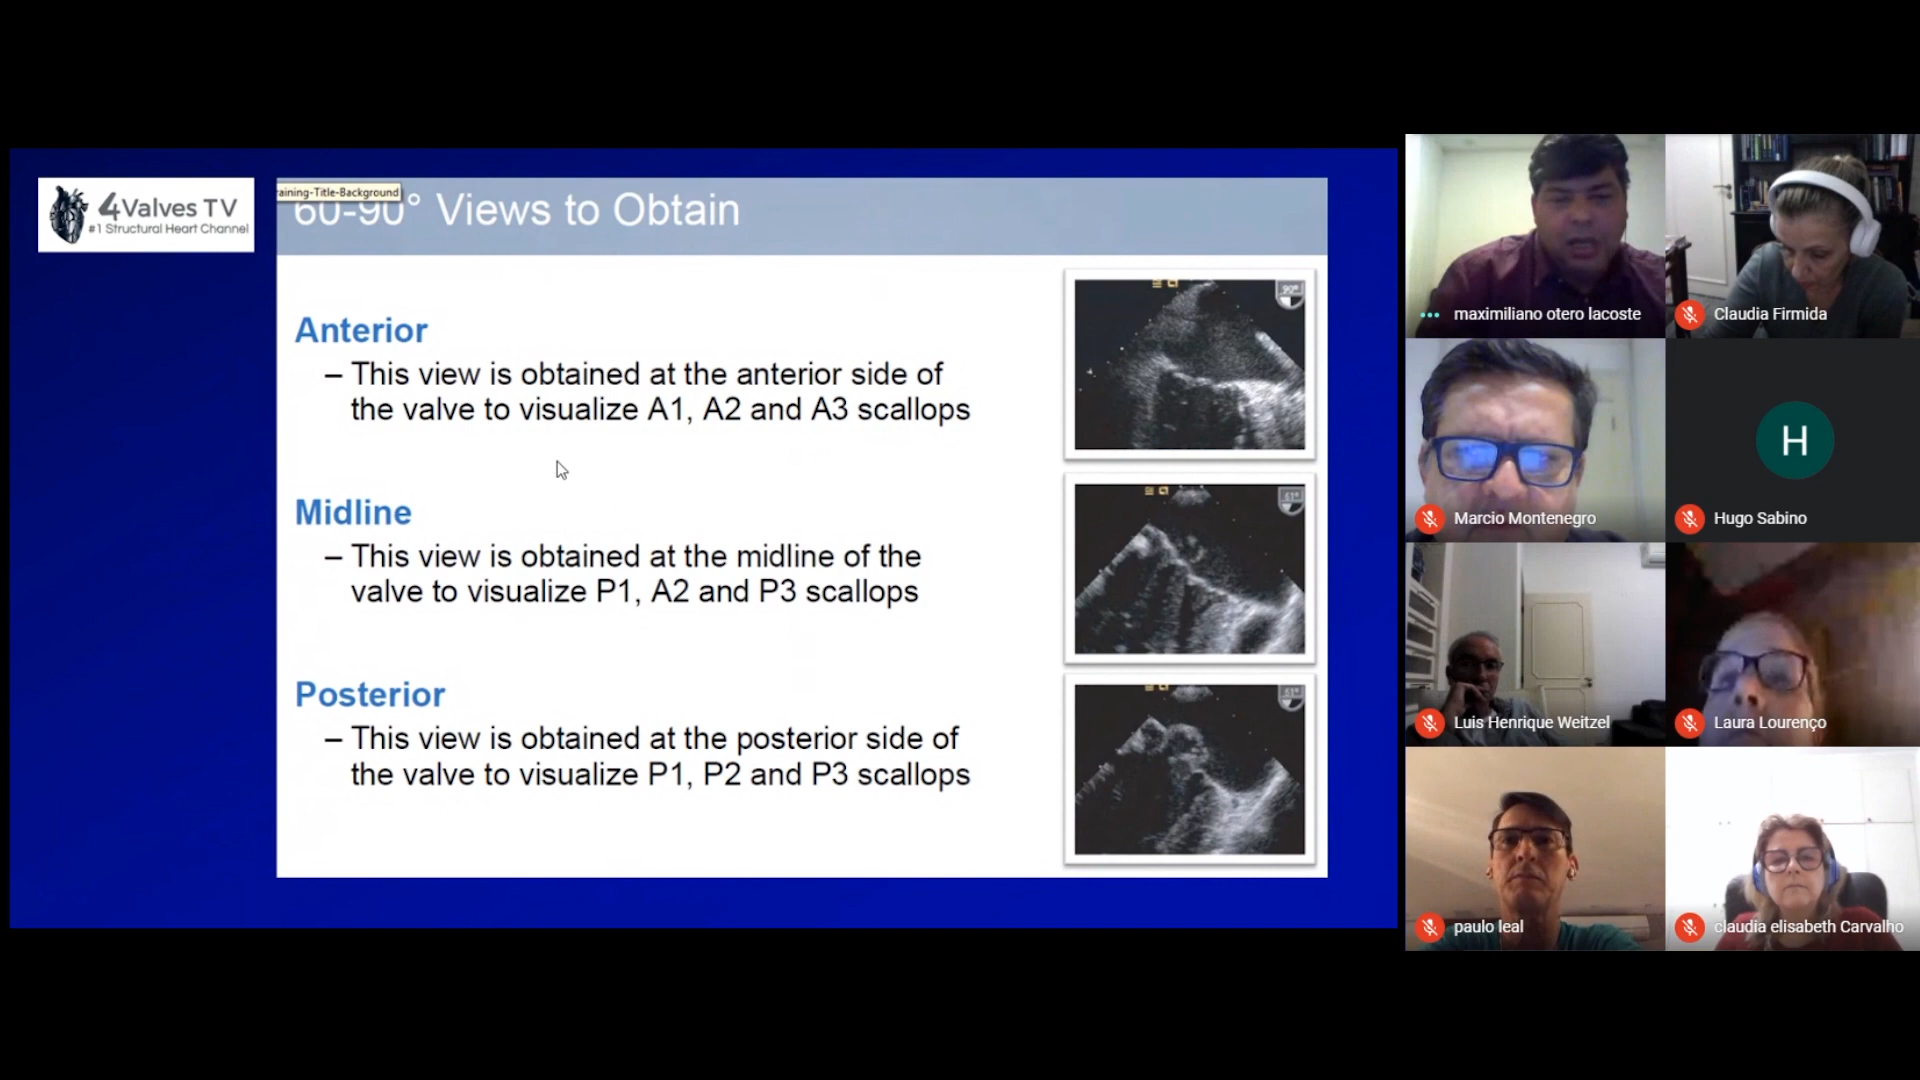 4Valves TV
#1 Structural Heart Channel
raining-Title-Background
60-90° Views to Obtain
Anterior
– This view is obtained at the anterior side of
the valve to visualize A1, A2 and A3 scallops
Midline
– This view is obtained at the midline of the
valve to visualize P1, A2 and P3 scallops
Posterior
– This view is obtained at the posterior side of
the valve to visualize P1, P2 and P3 scallops
90°
61°
61°
maximiliano otero lacoste
Claudia Firmida
Marcio Montenegro
H
Hugo Sabino
Luis Henrique Weitzel
Laura Lourenço
paulo leal
claudia elisabeth Carvalho